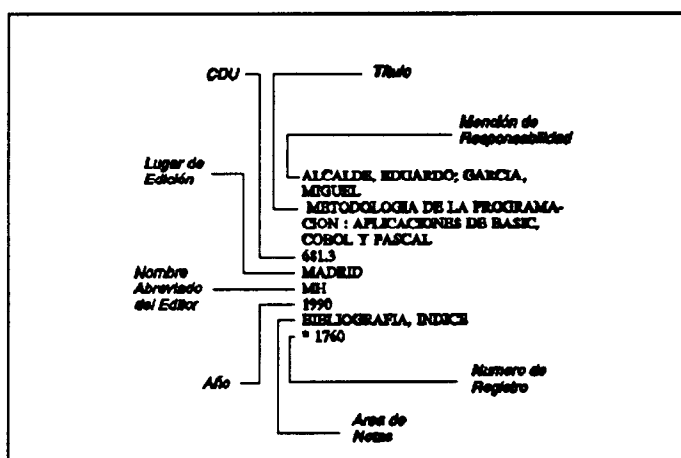 CDU
Título
Mención de
Responsabilidad
Lugar de
Edición
ALCALDE, EDUARDO; GARCIA,
MIGUEL
METODOLOGIA DE LA PROGRAMA-
CION : APLICACIONES DE BASIC,
COBOL Y PASCAL
681.3
MADRID
Nombre
Abreviado
del Editor
MH
1990
BIBLIOGRAFIA, INDICE
* 1760
Año
Numero de
Registro
Area de
Notas